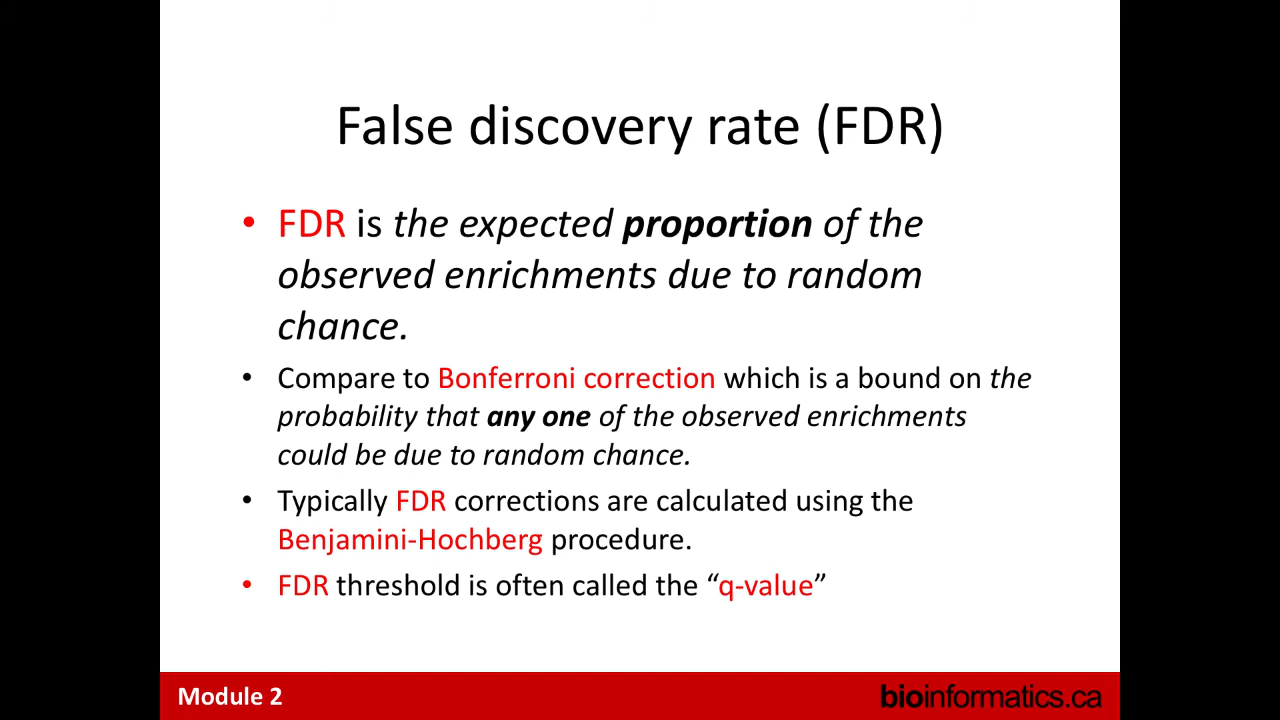 False discovery rate (FDR)
• FDR is the expected proportion of the
observed enrichments due to random
chance.
• Compare to Bonferroni correction which is a bound on the
probability that any one of the observed enrichments
could be due to random chance.
• Typically FDR corrections are calculated using the
Benjamini-Hochberg procedure.
• FDR threshold is often called the “q-value”
Module 2
bioinformatics.ca